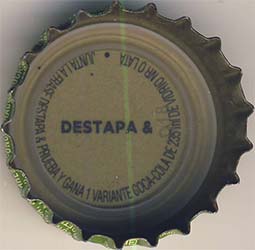 DESTAPA &
JUNTA LA FRASE "DESTAPA & PRUEBA" Y GANA 1 VARIANTE COCA-COLA DE 235 ml DE VIDRIO NR O LATA